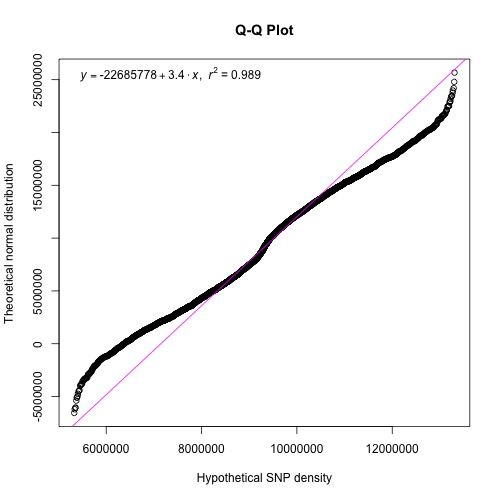 Q-Q Plot
y = -22685778 + 3.4 · x, r² = 0.989
Theoretical normal distribution
25000000
15000000
5000000
0
-5000000
6000000 8000000 10000000 12000000
Hypothetical SNP density